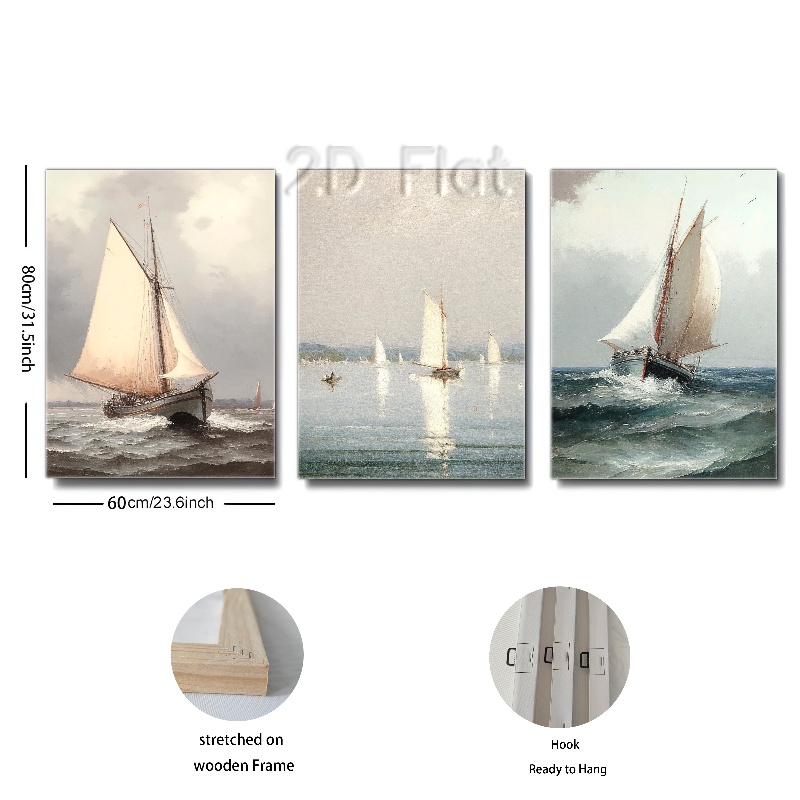 2D Flat
80cm/31.5inch
60cm/23.6inch
stretched on
wooden Frame
Hook
Ready to Hang